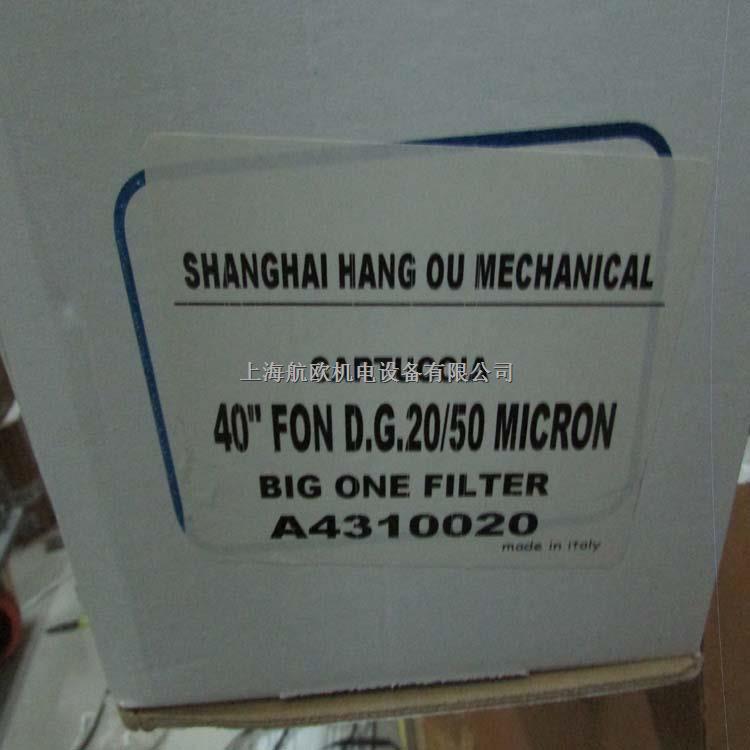 SHANGHAI HANG OU MECHANICAL
上海航欧机电设备有限公司
40" FON D.G.20/50 MICRON
BIG ONE FILTER
A4310020
made in italy